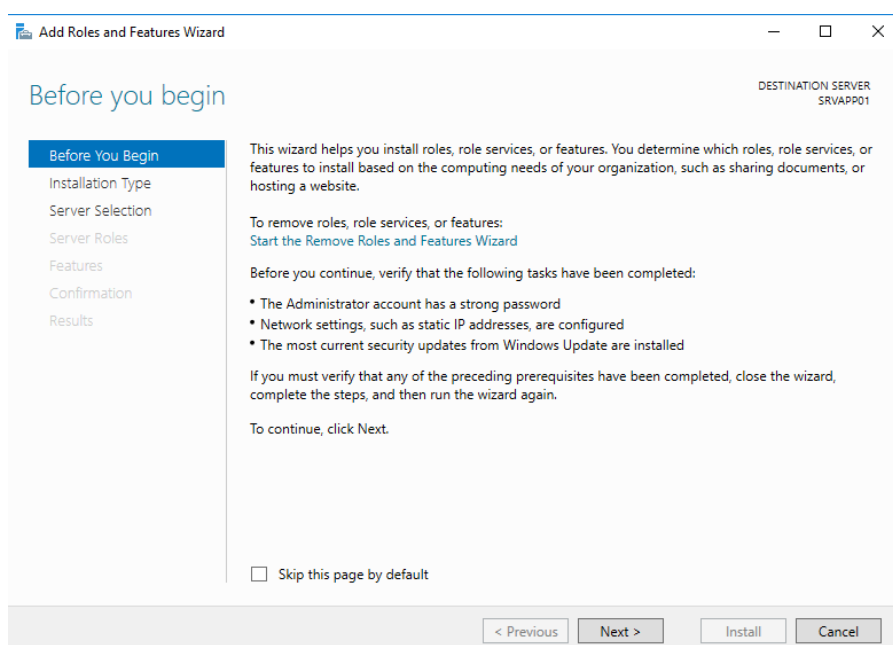 Add Roles and Features Wizard
Before you begin
DESTINATION SERVER
SRVAPP01
Before You Begin
Installation Type
Server Selection
Server Roles
Features
Confirmation
Results
This wizard helps you install roles, role services, or features. You determine which roles, role services, or
features to install based on the computing needs of your organization, such as sharing documents, or
hosting a website.
To remove roles, role services, or features:
Start the Remove Roles and Features Wizard
Before you continue, verify that the following tasks have been completed:
• The Administrator account has a strong password
• Network settings, such as static IP addresses, are configured
• The most current security updates from Windows Update are installed
If you must verify that any of the preceding prerequisites have been completed, close the wizard,
complete the steps, and then run the wizard again.
To continue, click Next.
Skip this page by default
< Previous
Next >
Install
Cancel